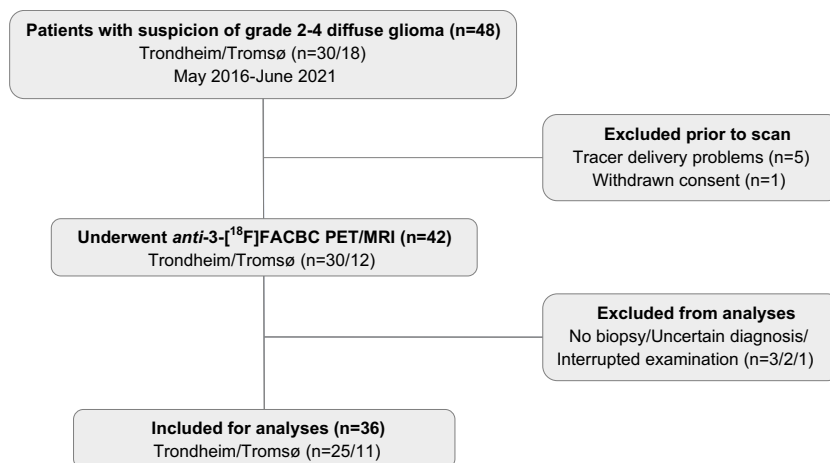 Patients with suspicion of grade 2-4 diffuse glioma (n=48)
Trondheim/Tromsø (n=30/18)
May 2016-June 2021
Excluded prior to scan
Tracer delivery problems (n=5)
Withdrawn consent (n=1)
Underwent anti-3-[¹⁸F]FACBC PET/MRI (n=42)
Trondheim/Tromsø (n=30/12)
Excluded from analyses
No biopsy/Uncertain diagnosis/
Interrupted examination (n=3/2/1)
Included for analyses (n=36)
Trondheim/Tromsø (n=25/11)